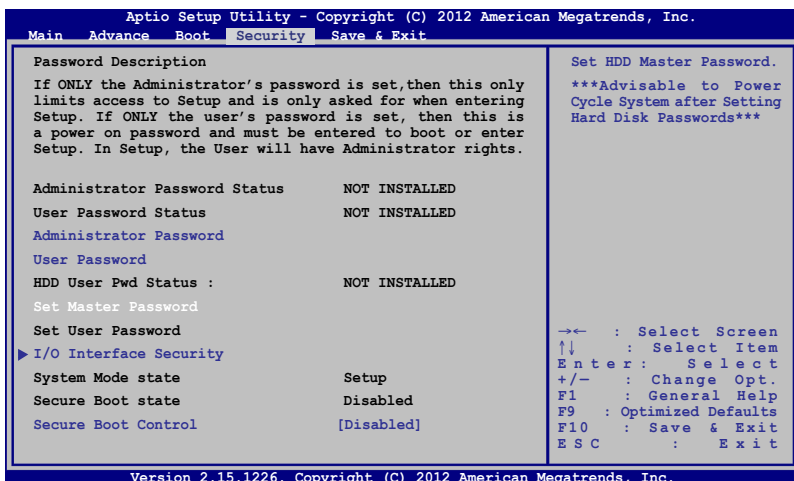 Aptio Setup Utility - Copyright (C) 2012 American Megatrends, Inc.
Main Advance Boot Security Save & Exit
Password Description
If ONLY the Administrator's password is set,then this only
limits access to Setup and is only asked for when entering
Setup. If ONLY the user's password is set, then this is
a power on password and must be entered to boot or enter
Setup. In Setup, the User will have Administrator rights.
Administrator Password Status NOT INSTALLED
User Password Status NOT INSTALLED
Administrator Password
User Password
HDD User Pwd Status : NOT INSTALLED
Set Master Password
Set User Password
I/O Interface Security
System Mode state Setup
Secure Boot state Disabled
Secure Boot Control [Disabled]
Set HDD Master Password.
***Advisable to Power
Cycle System after Setting
Hard Disk Passwords***
→← : Select Screen
↑↓ : Select Item
Enter: Select
+/— : Change Opt.
F1 : General Help
F9 : Optimized Defaults
F10 : Save & Exit
ESC : Exit
Version 2.15.1226. Copyright (C) 2012 American Megatrends, Inc.